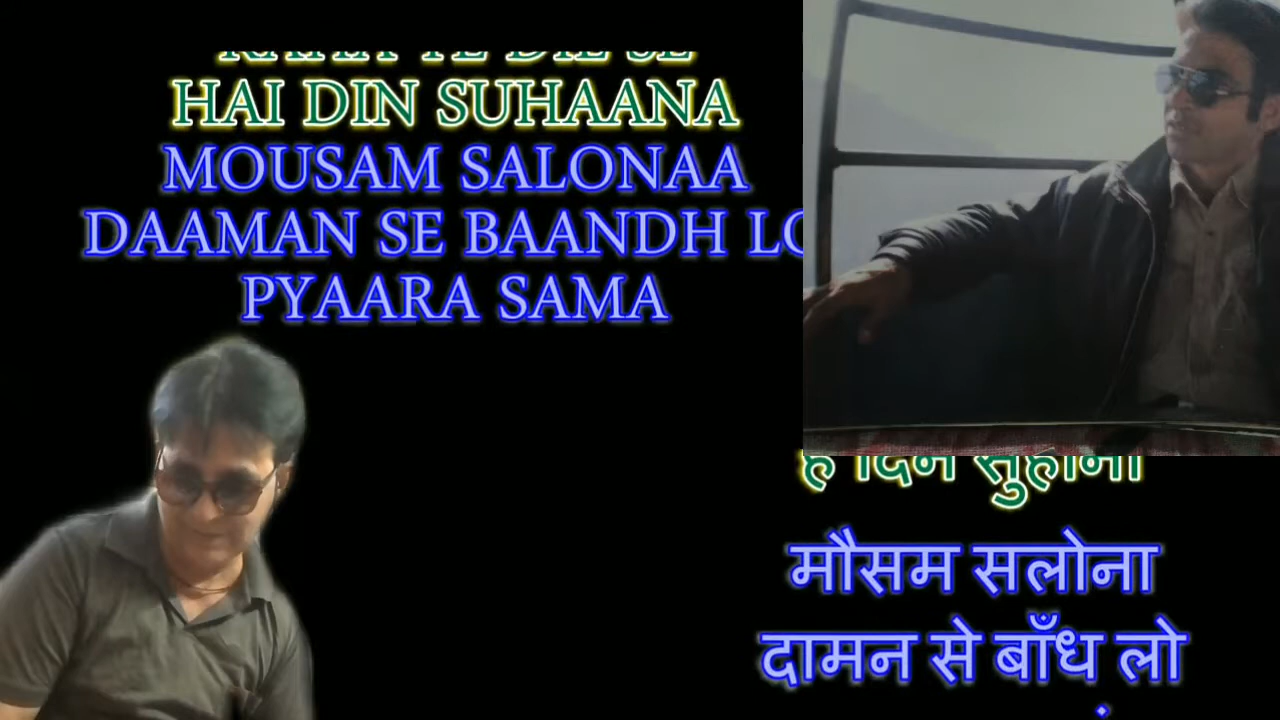 HAI DIN SUHAANA
MOUSAM SALONAA
DAAMAN SE BAANDH LO
PYAARA SAMA
है दिन सुहाना
मौसम सलोना
दामन से बाँध लो